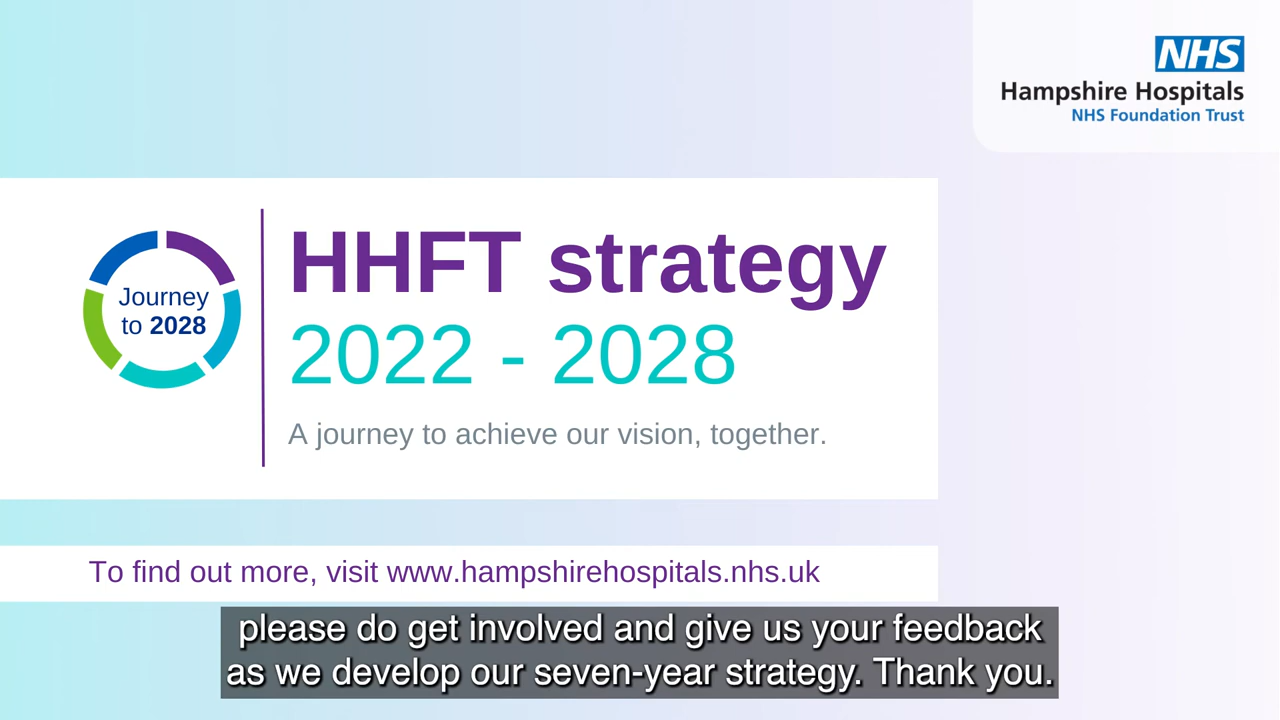 NHS
Hampshire Hospitals
NHS Foundation Trust
Journey
to 2028
HHFT strategy
2022 - 2028
A journey to achieve our vision, together.
To find out more, visit www.hampshirehospitals.nhs.uk
please do get involved and give us your feedback
as we develop our seven-year strategy. Thank you.